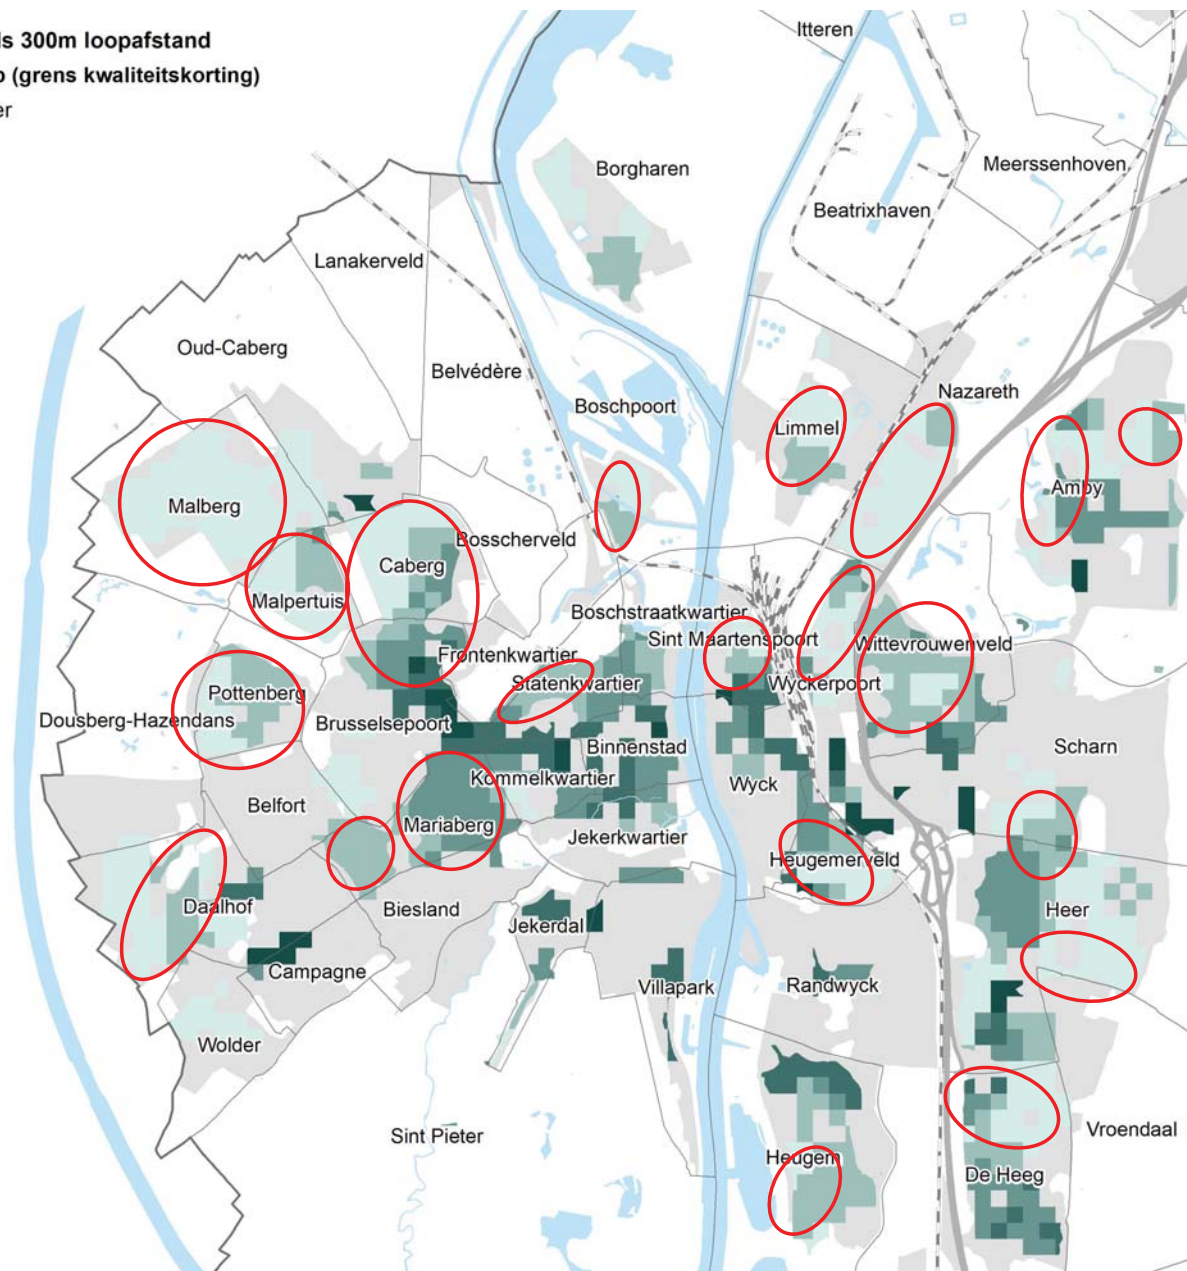 ls 300m loopafstand
(grens kwaliteitskorting)
er
Itteren
Borgharen
Meerssenhoven
Beatrixhaven
Lanakerveld
Oud-Caberg
Belvédère
Nazareth
Boschpoort
Limmel
Amby
Malberg
Bosscherveld
Caberg
Malpertuis
Boschstraatkwartier
Sint Maartenspoort
Wittevrouwenveld
Frontenkwartier
Statenkwartier
Wyckerpoort
Pottenberg
Dousberg-Hazendans
Brusselsepoort
Binnenstad
Scharn
Kommelkwartier
Wyck
Belfort
Mariaberg
Jekerkwartier
Heugemerveld
Daalhof
Biesland
Heer
Jekerdal
Campagne
Villapark
Randwyck
Wolder
Sint Pieter
Vroendaal
Heugem
De Heeg